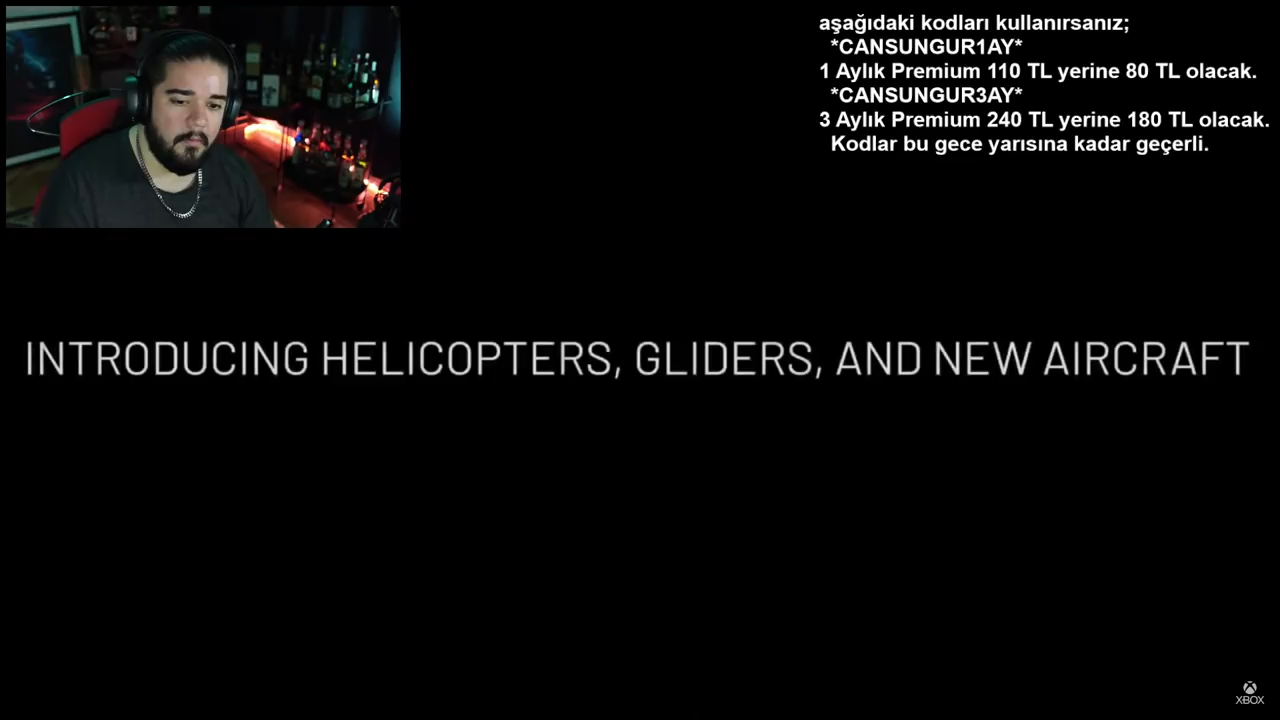 aşağıdaki kodları kullanırsanız;
*CANSUNGUR1AY*
1 Aylık Premium 110 TL yerine 80 TL olacak.
*CANSUNGUR3AY*
3 Aylık Premium 240 TL yerine 180 TL olacak.
Kodlar bu gece yarısına kadar geçerli.
INTRODUCING HELICOPTERS, GLIDERS, AND NEW AIRCRAFT
XBOX